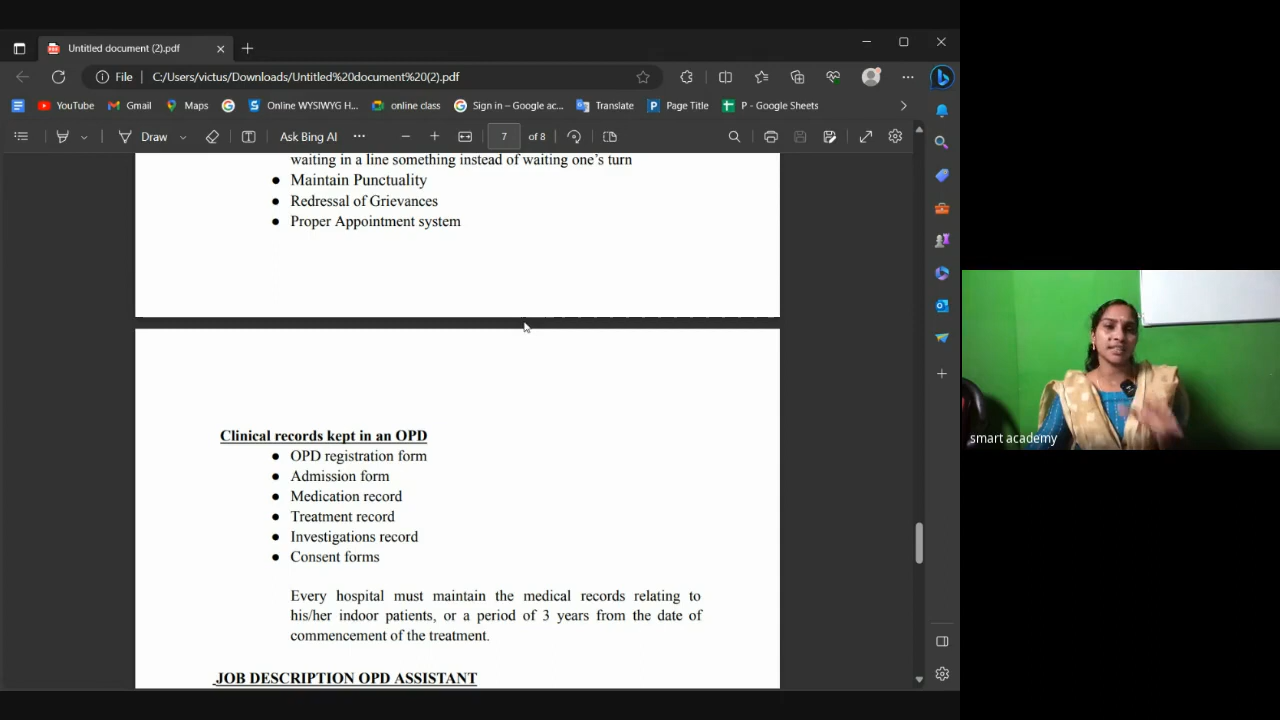 Untitled document (2).pdf
File C:/Users/victus/Downloads/Untitled%20document%20(2).pdf
YouTube Gmail Maps Online WYSIWYG H... online class Sign in – Google ac... Translate Page Title P - Google Sheets
Draw Ask Bing AI 7 of 8
waiting in a line something instead of waiting one's turn
● Maintain Punctuality
● Redressal of Grievances
● Proper Appointment system
Clinical records kept in an OPD
● OPD registration form
● Admission form
● Medication record
● Treatment record
● Investigations record
● Consent forms
Every hospital must maintain the medical records relating to
his/her indoor patients, or a period of 3 years from the date of
commencement of the treatment.
JOB DESCRIPTION OPD ASSISTANT
smart academy